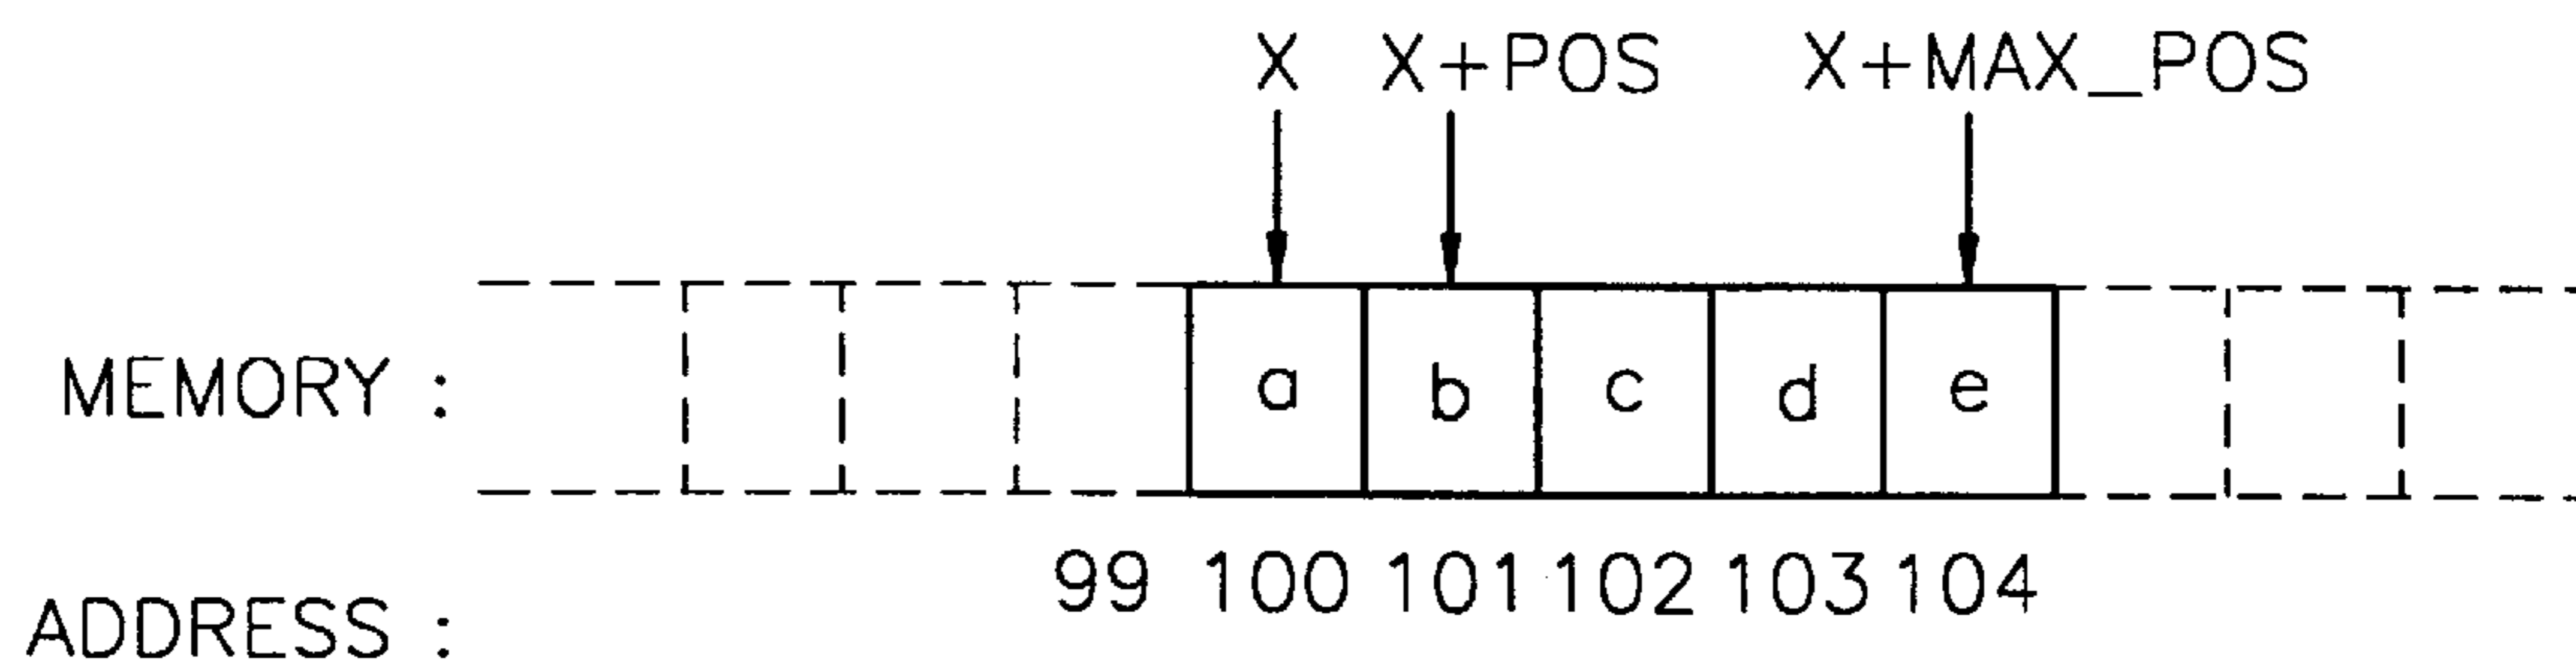 X X+POS X+MAX_POS
MEMORY : a b c d e
99 100 101 102 103 104
ADDRESS :